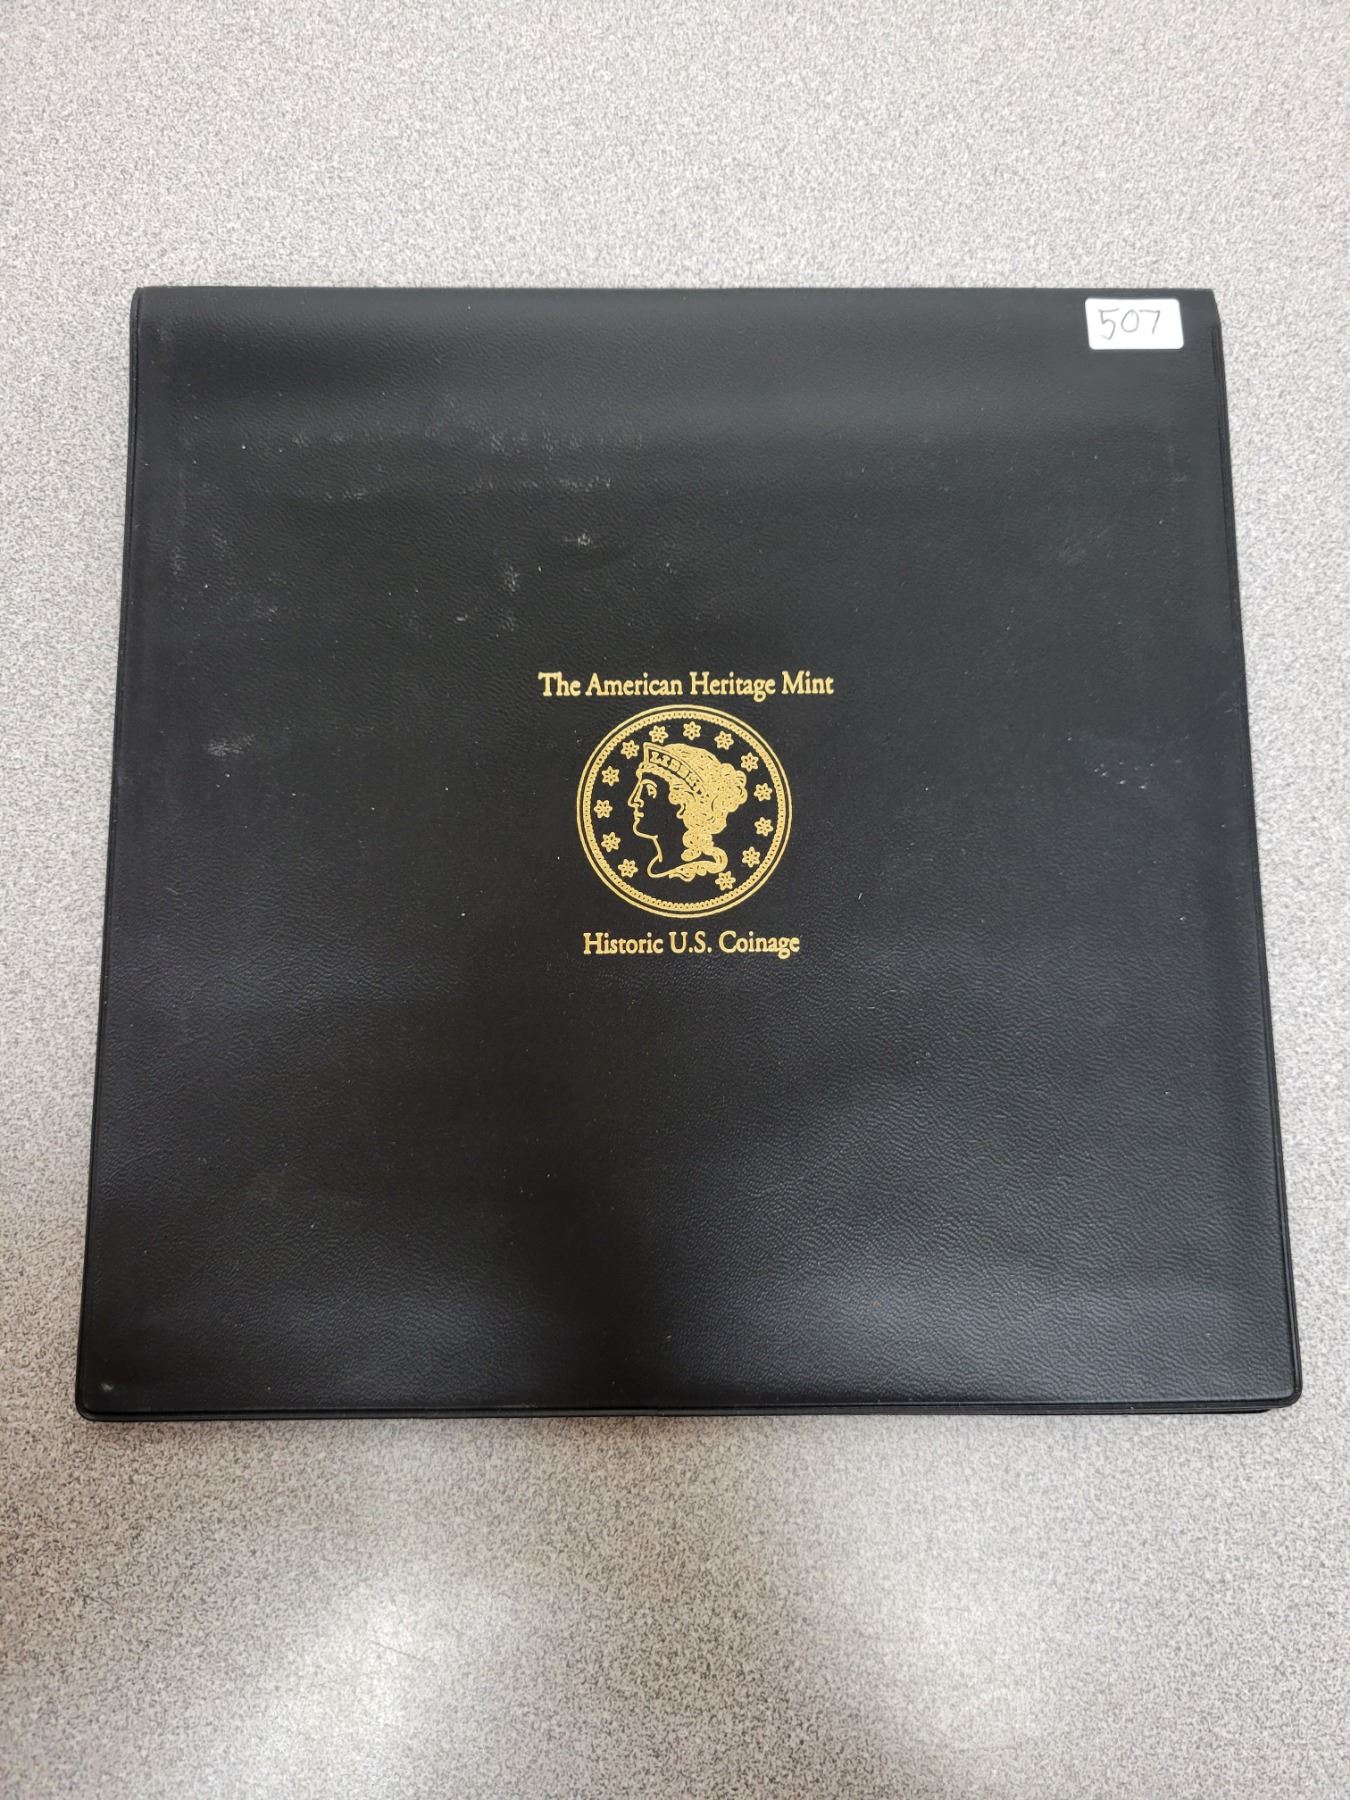 507
The American Heritage Mint
LIBERTY
Historic U.S. Coinage